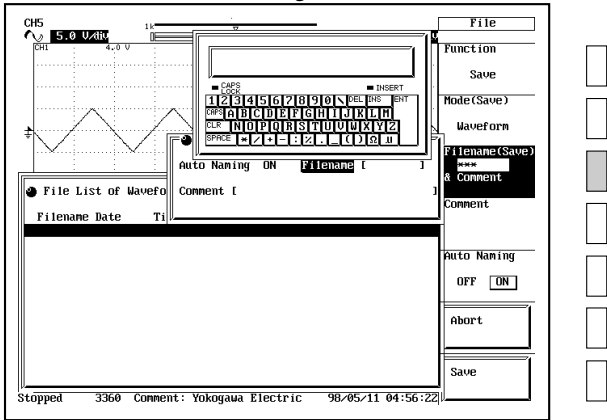 CH5
5.0 V/div
1k
CH1 4.0 V
CAPS
LOCK
INSERT
1 2 3 4 5 6 7 8 9 0 \ DEL INS ENT
CAPS A B C D E F G H I J K L M
CLR N O P Q R S T U V W X Y Z
SPACE * / + - : % . _ ( ) Ω µ
Auto Naming ON Filename [ ]
Comment [ ]
File List of Wavefo
Filename Date Ti
File
Function
Save
Mode(Save)
Waveform
Filename(Save)
***
& Comment
Comment
Auto Naming
OFF ON
Abort
Save
Stopped 3360 Comment: Yokogawa Electric 98/05/11 04:56:22